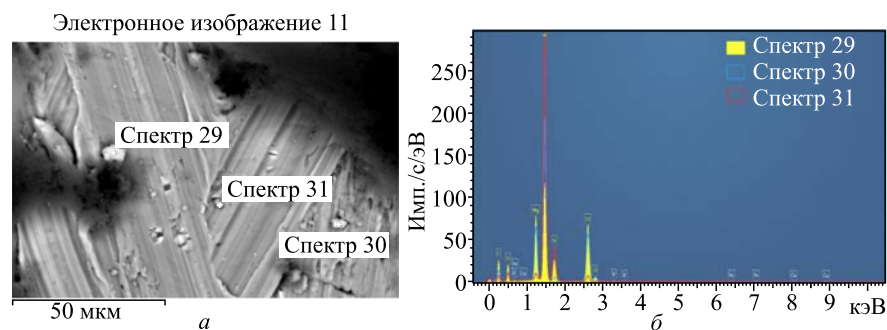 Электронное изображение 11
Спектр 29
Спектр 31
Спектр 30
50 мкм
а
Спектр 29
Спектр 30
Спектр 31
Имп./с/эВ
250
200
150
100
50
0
0 1 2 3 4 5 6 7 8 9 кэВ
б